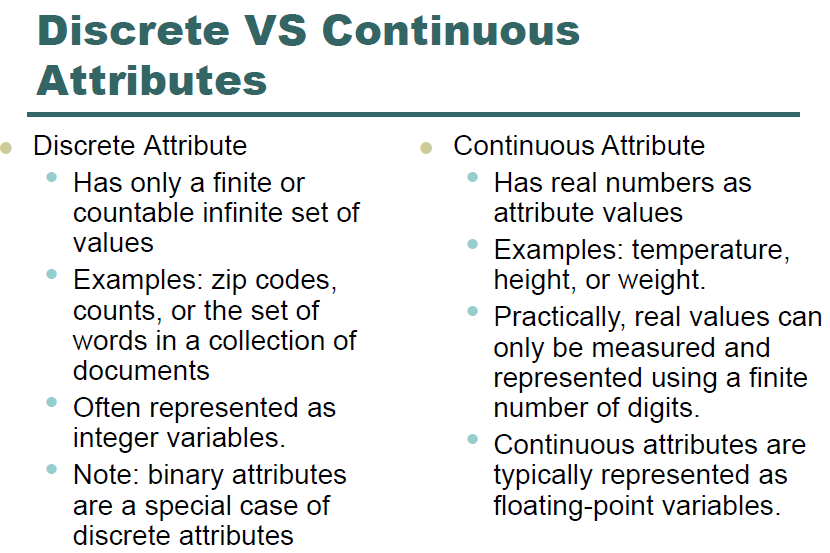 Discrete VS Continuous
Attributes
Discrete Attribute
Has only a finite or
countable infinite set of
values
Examples: zip codes,
counts, or the set of
words in a collection of
documents
Often represented as
integer variables.
Note: binary attributes
are a special case of
discrete attributes
Continuous Attribute
Has real numbers as
attribute values
Examples: temperature,
height, or weight.
Practically, real values can
only be measured and
represented using a finite
number of digits.
Continuous attributes are
typically represented as
floating-point variables.